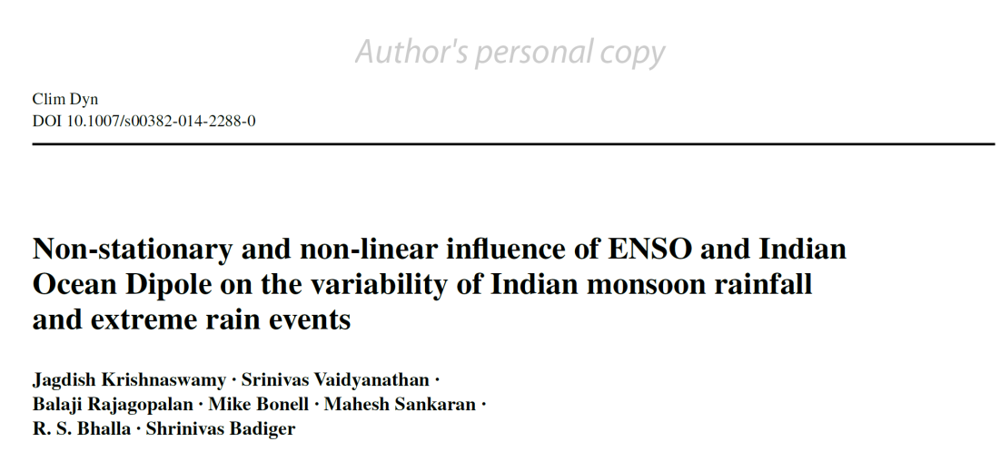 Author's personal copy
Clim Dyn
DOI 10.1007/s00382-014-2288-0
Non-stationary and non-linear influence of ENSO and Indian
Ocean Dipole on the variability of Indian monsoon rainfall
and extreme rain events
Jagdish Krishnaswamy · Srinivas Vaidyanathan ·
Balaji Rajagopalan · Mike Bonell · Mahesh Sankaran ·
R. S. Bhalla · Shrinivas Badiger